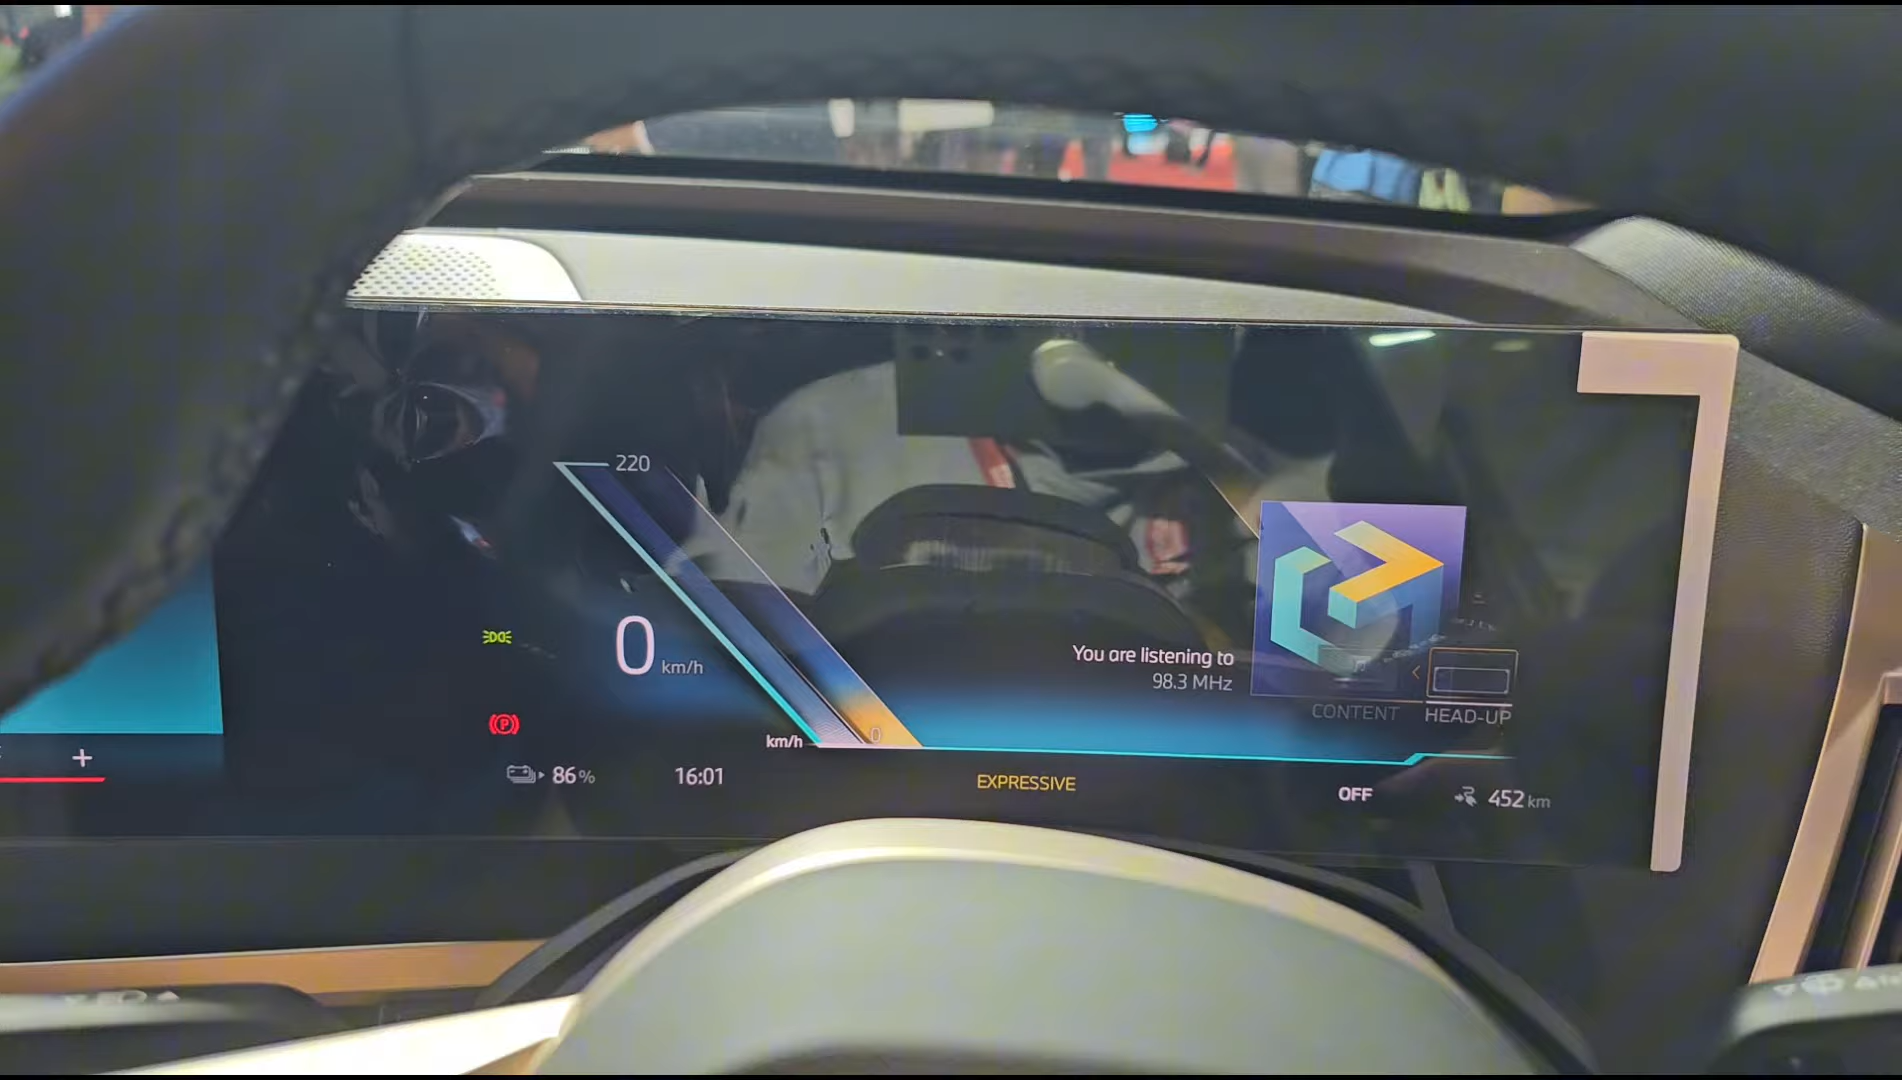 220
0 km/h
You are listening to
98.3 MHz
CONTENT
HEAD-UP
km/h
0
+
86%
16:01
EXPRESSIVE
OFF
452 km